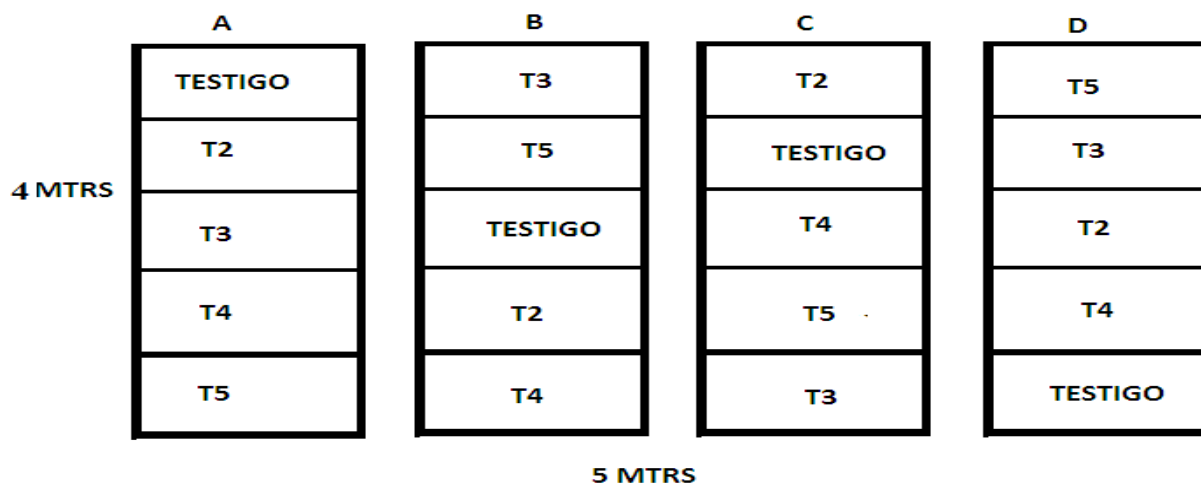 A B C D
TESTIGO T3 T2 T5
T2 T5 TESTIGO T3
4 MTRS
T3 TESTIGO T4 T2
T4 T2 T5 T4
T5 T4 T3 TESTIGO
5 MTRS